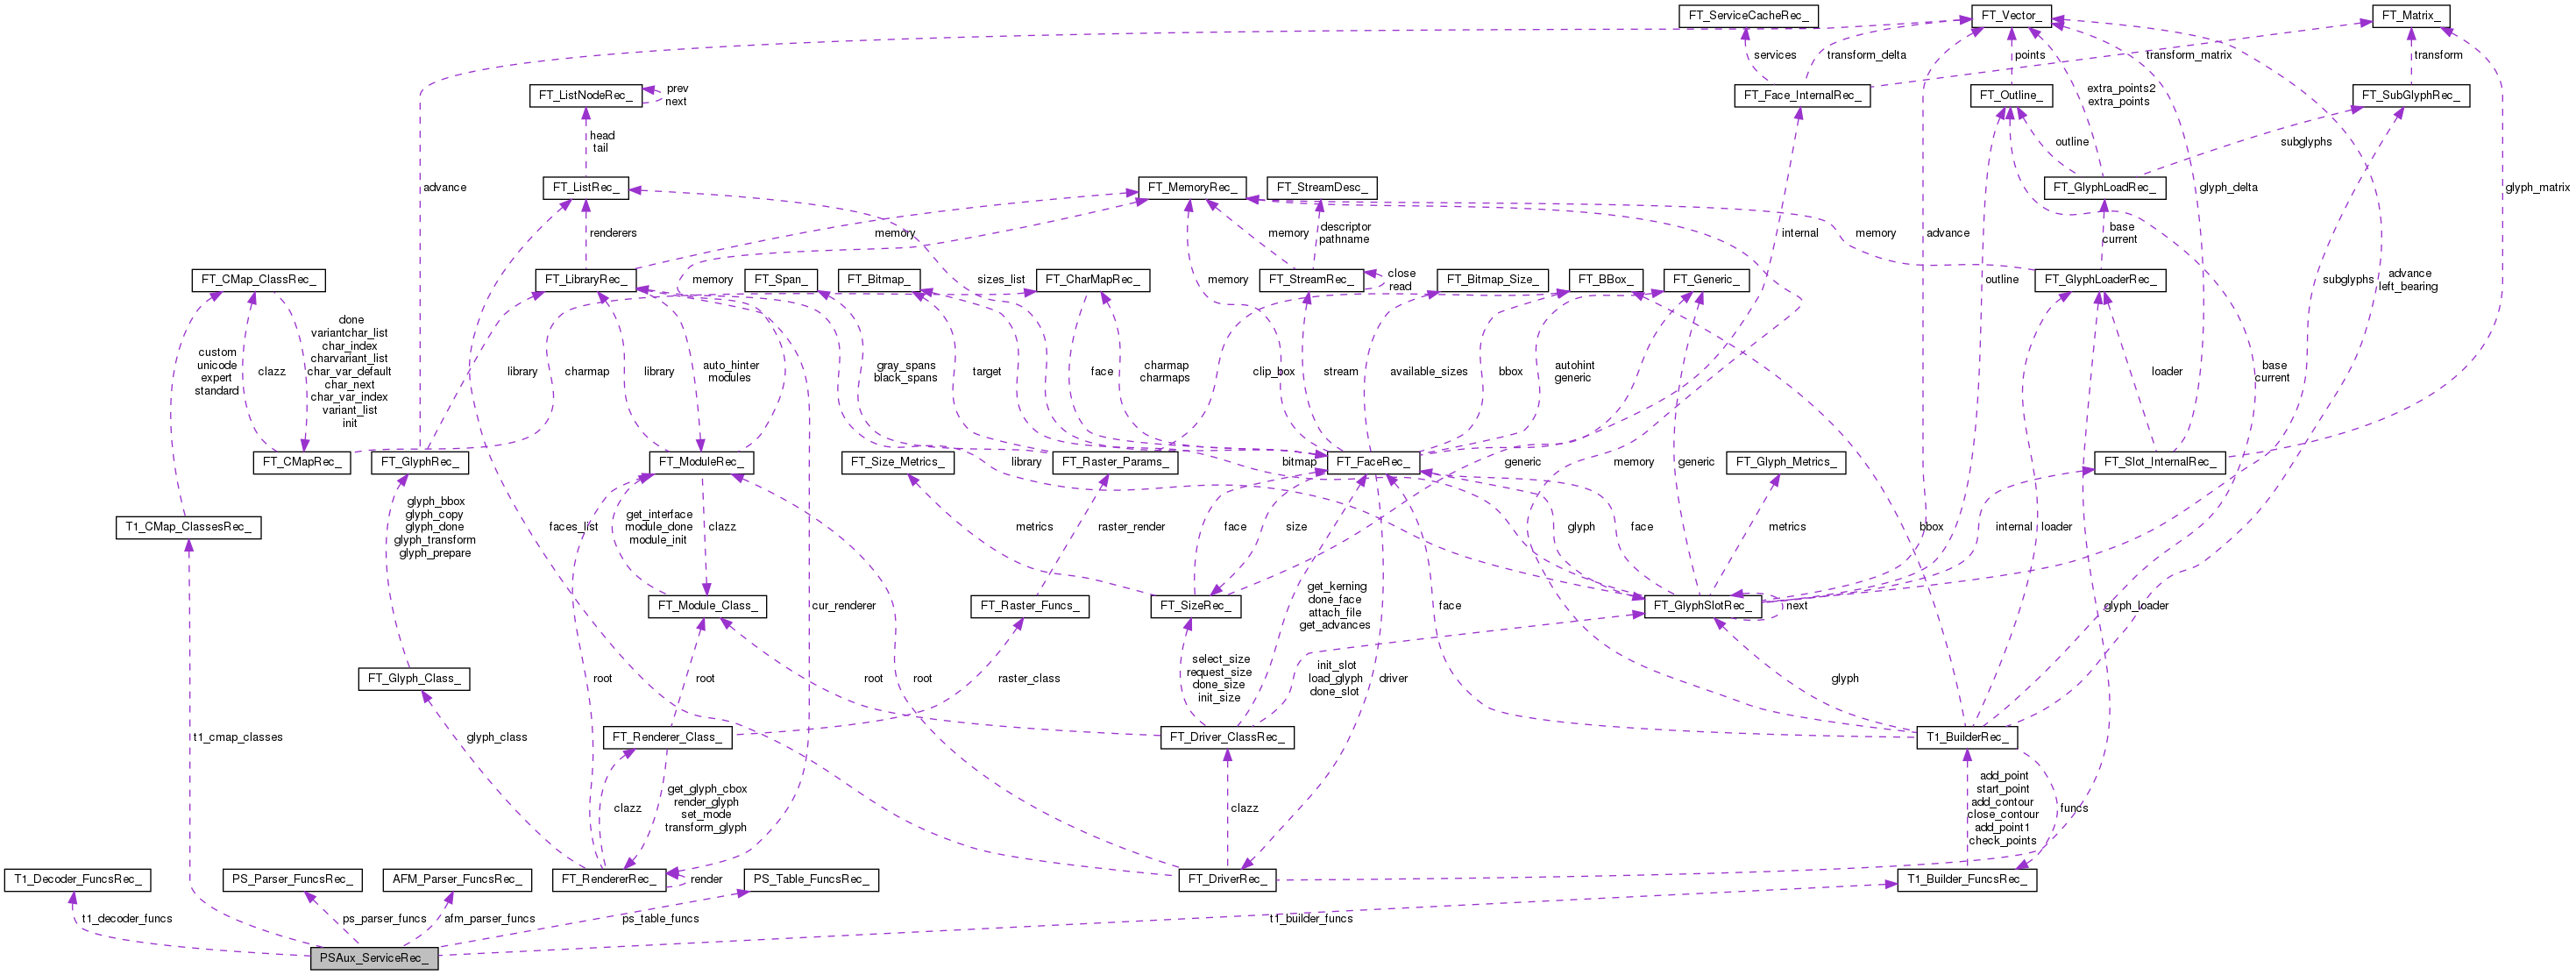 FT_ServiceCacheRec_
FT_Vector_
FT_Matrix_
services
transform_delta
points
transform_matrix
transform
FT_ListNodeRec_
prev
next
FT_Face_InternalRec_
FT_Outline_
extra_points2
extra_points
FT_SubGlyphRec_
head
tail
outline
subglyphs
advance
FT_ListRec_
FT_MemoryRec_
FT_StreamDesc_
FT_GlyphLoadRec_
glyph_delta
glyph_matrix
renderers
memory
memory
descriptor
pathname
internal
memory
advance
base
current
FT_CMap_ClassRec_
FT_LibraryRec_
memory
FT_Span_
FT_Bitmap_
sizes_list
FT_CharMapRec_
memory
FT_StreamRec_
close
read
FT_Bitmap_Size_
FT_BBox_
FT_Generic_
outline
FT_GlyphLoaderRec_
subglyphs
advance
left_bearing
custom
unicode
expert
standard
clazz
done
variantchar_list
char_index
charvariant_list
char_var_default
char_next
char_var_index
variant_list
init
library
charmap
library
auto_hinter
modules
gray_spans
black_spans
target
face
charmap
charmaps
clip_box
stream
available_sizes
bbox
autohint
generic
loader
base
current
FT_CMapRec_
FT_GlyphRec_
FT_ModuleRec_
FT_Size_Metrics_
library
FT_Raster_Params_
bitmap
FT_FaceRec_
generic
memory
generic
FT_Glyph_Metrics_
FT_Slot_InternalRec_
T1_CMap_ClassesRec_
glyph_bbox
glyph_copy
glyph_done
glyph_transform
glyph_prepare
faces_list
get_interface
module_done
module_init
clazz
metrics
raster_render
face
size
glyph
face
metrics
bbox
internal
loader
FT_Module_Class_
cur_renderer
FT_Raster_Funcs_
FT_SizeRec_
get_kerning
done_face
attach_file
get_advances
face
FT_GlyphSlotRec_
next
glyph_loader
FT_Glyph_Class_
root
root
root
root
raster_class
select_size
request_size
done_size
init_size
init_slot
load_glyph
done_slot
driver
glyph
t1_cmap_classes
glyph_class
FT_Renderer_Class_
FT_Driver_ClassRec_
T1_BuilderRec_
clazz
get_glyph_cbox
render_glyph
set_mode
transform_glyph
clazz
add_point
start_point
add_contour
close_contour
add_point1
check_points
funcs
T1_Decoder_FuncsRec_
PS_Parser_FuncsRec_
AFM_Parser_FuncsRec_
FT_RendererRec_
render
PS_Table_FuncsRec_
FT_DriverRec_
T1_Builder_FuncsRec_
t1_decoder_funcs
ps_parser_funcs
afm_parser_funcs
ps_table_funcs
t1_builder_funcs
PSAux_ServiceRec_